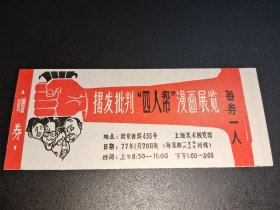 揭发批判"四人帮"漫画展览
地点：南京西路456号 上海美术展览馆
日期：77年1月20日起
时间：上午8:30—11:00 下午1:00—4:00
每券一人
赠券